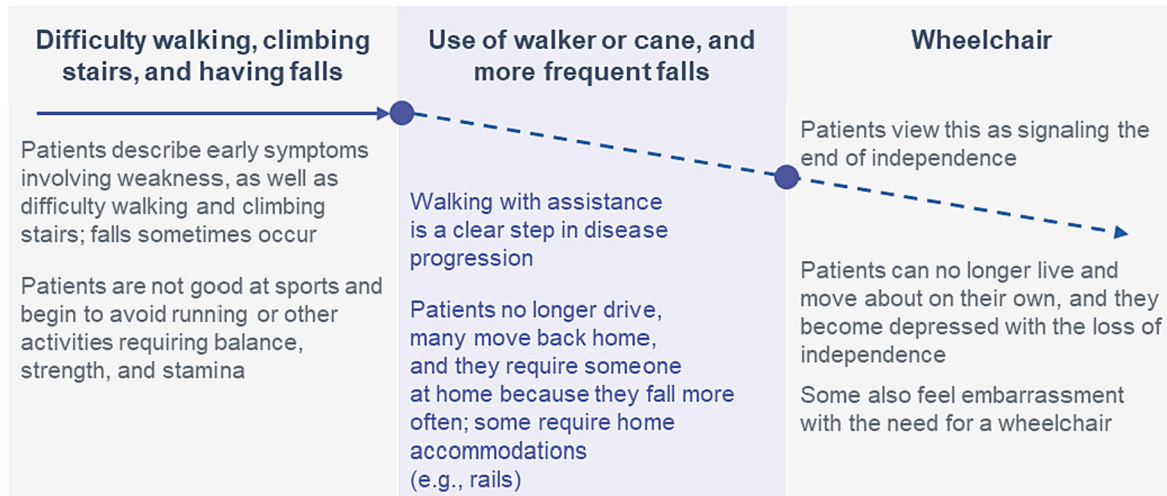 Difficulty walking, climbing
stairs, and having falls
Patients describe early symptoms
involving weakness, as well as
difficulty walking and climbing
stairs; falls sometimes occur
Patients are not good at sports and
begin to avoid running or other
activities requiring balance,
strength, and stamina
Use of walker or cane, and
more frequent falls
Walking with assistance
is a clear step in disease
progression
Patients no longer drive,
many move back home,
and they require someone
at home because they fall more
often; some require home
accommodations
(e.g., rails)
Wheelchair
Patients view this as signaling the
end of independence
Patients can no longer live and
move about on their own, and they
become depressed with the loss of
independence
Some also feel embarrassment
with the need for a wheelchair